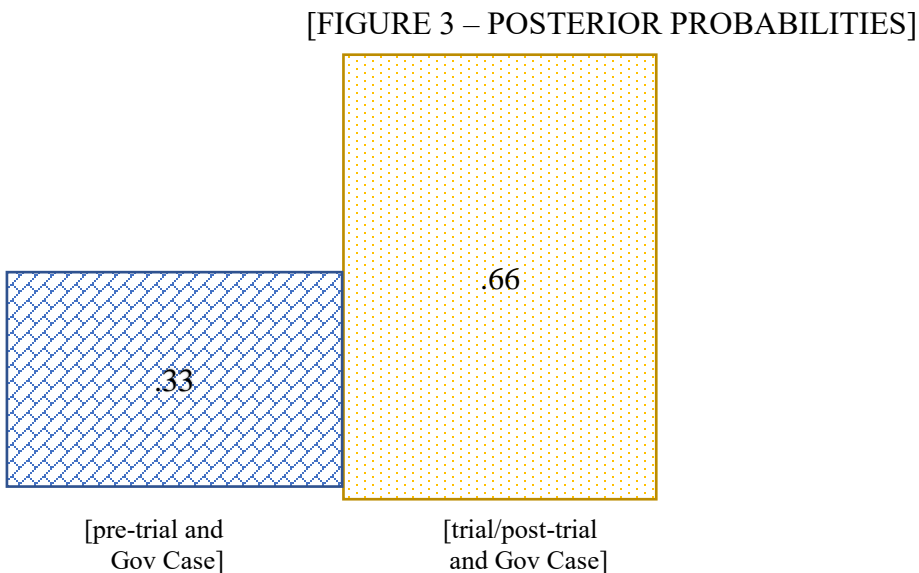 [FIGURE 3 – POSTERIOR PROBABILITIES]
.66
.33
[pre-trial and
Gov Case]
[trial/post-trial
and Gov Case]